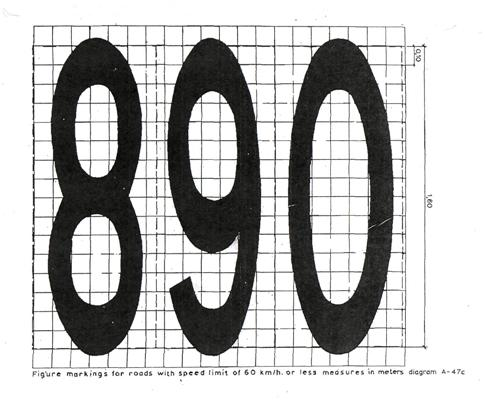 890
0,10
1,60
Figure markings for roads with speed limit of 60 km/h. or less measures in meters diagram A-47c